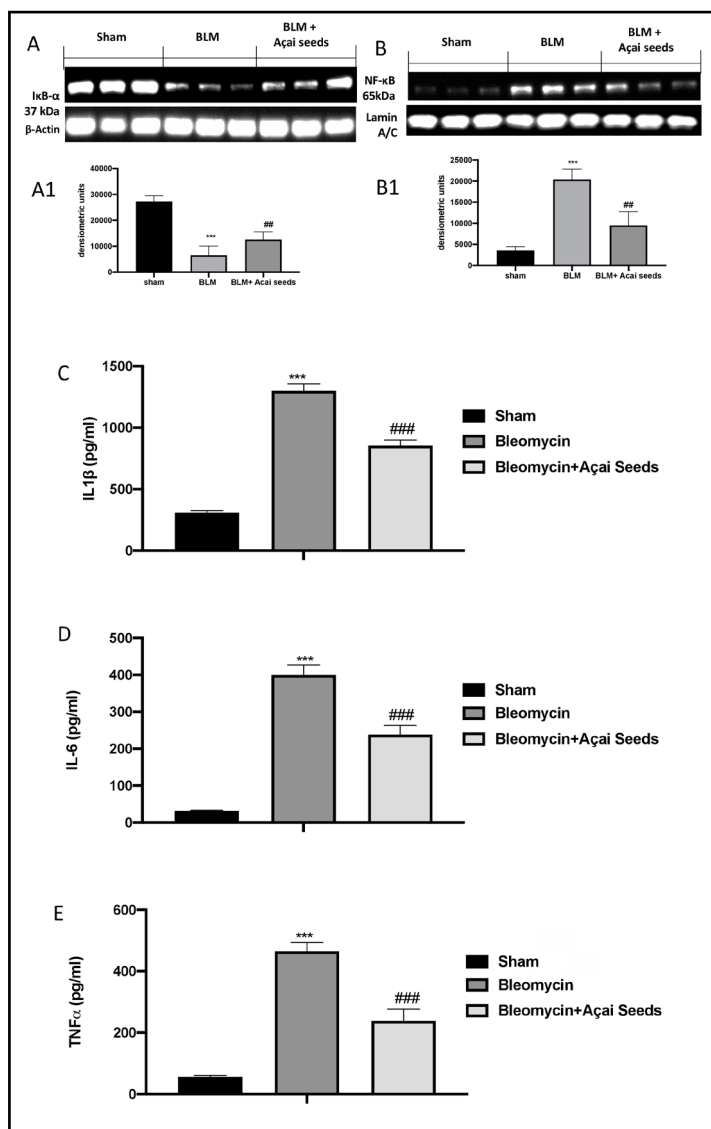 A
Sham
BLM
BLM +
Açai seeds
IκB-α
37 kDa
β-Actin
B
Sham
BLM
BLM +
Açai seeds
NF-κB
65kDa
Lamin
A/C
A1
densiometric units
40000
30000
20000
10000
0
***
##
sham
BLM
BLM+ Acai seeds
B1
densiometric units
25000
20000
15000
10000
5000
0
***
##
sham
BLM
BLM+ Acai seeds
C
IL1β (pg/ml)
1500
1000
500
0
***
###
Sham
Bleomycin
Bleomycin+Açai Seeds
D
IL-6 (pg/ml)
500
400
300
200
100
0
***
###
Sham
Bleomycin
Bleomycin+Açai Seeds
E
TNFα (pg/ml)
600
400
200
0
***
###
Sham
Bleomycin
Bleomycin+Açai Seeds